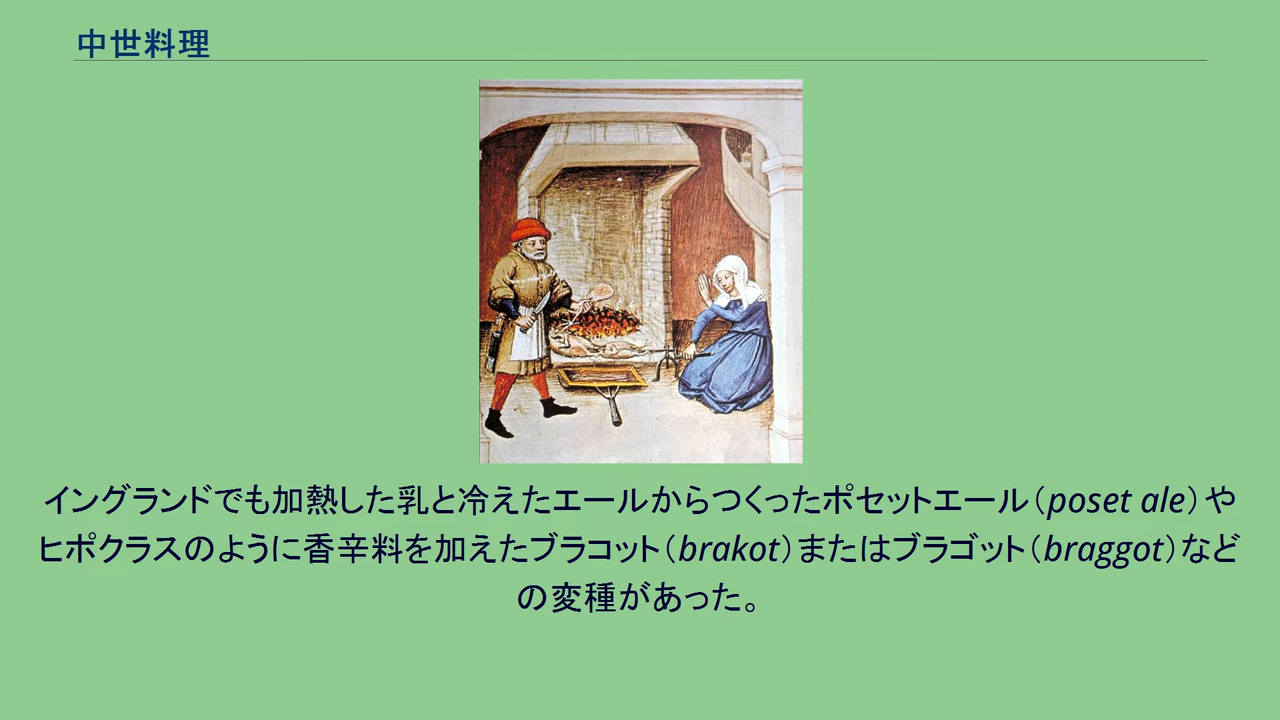 中世料理
イングランドでも加熱した乳と冷えたエールからつくったポセットエール（poset ale）や
ヒポクラスのように香辛料を加えたブラコット（brakot）またはブラゴット（braggot）など
の変種があった。